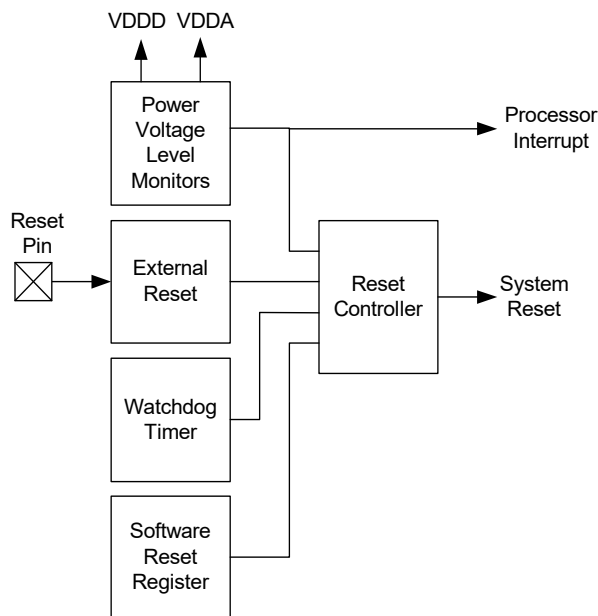 VDDD VDDA
Power
Voltage
Level
Monitors
Processor
Interrupt
Reset
Pin
External
Reset
Reset
Controller
System
Reset
Watchdog
Timer
Software
Reset
Register